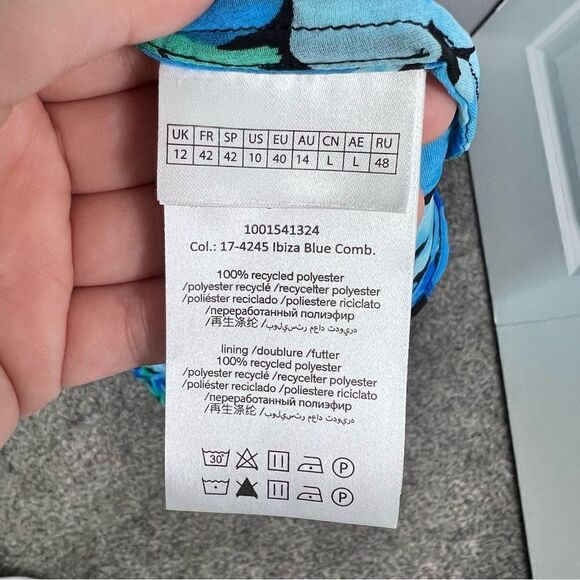 UK FR SP US EU AU CN AE RU
12 42 42 10 40 14 L L 48
1001541324
Col.: 17-4245 Ibiza Blue Comb.
100% recycled polyester
/polyester recyclé /recycelter polyester
/poliéster reciclado /poliestere riciclato
/переработанный полиэфир
/再生涤纶
lining /doublure /futter
100% recycled polyester
/polyester recyclé /recycelter polyester
/poliéster reciclado /poliestere riciclato
/переработанный полиэфир
/再生涤纶
30° P
P